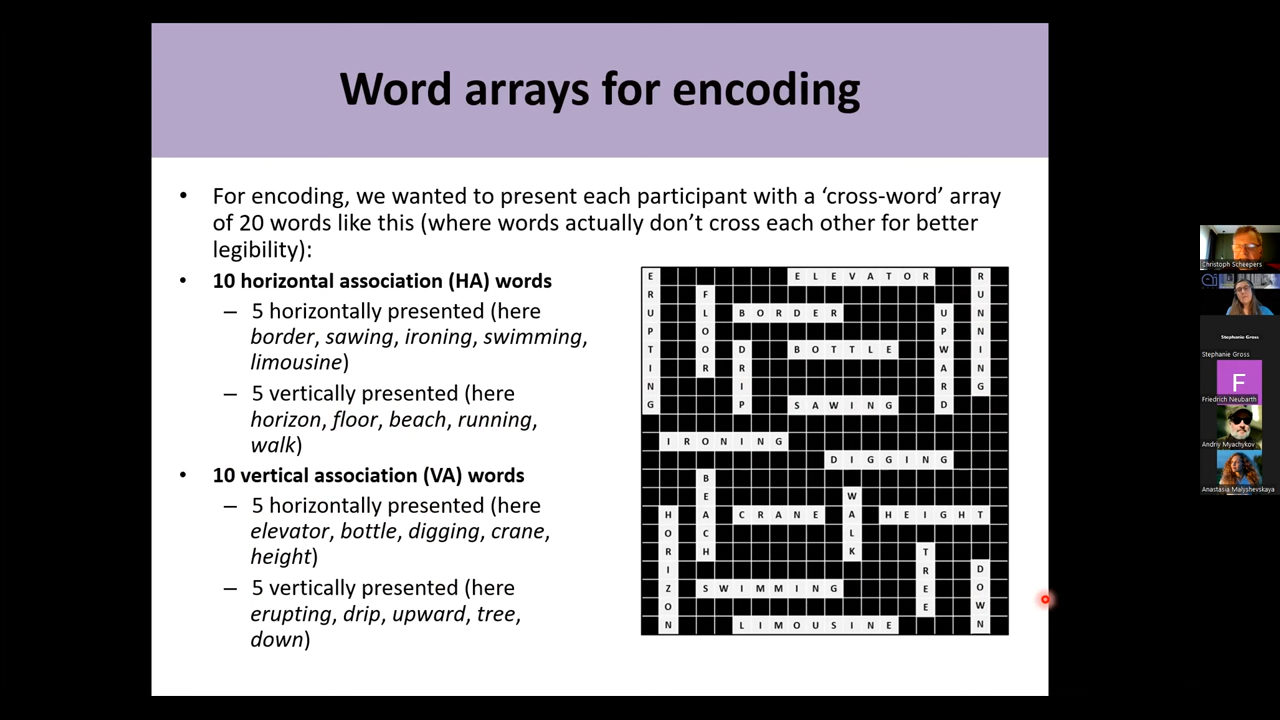 Word arrays for encoding
• For encoding, we wanted to present each participant with a ‘cross-word’ array
of 20 words like this (where words actually don’t cross each other for better
legibility):
• 10 horizontal association (HA) words
– 5 horizontally presented (here
border, sawing, ironing, swimming,
limousine)
– 5 vertically presented (here
horizon, floor, beach, running,
walk)
• 10 vertical association (VA) words
– 5 horizontally presented (here
elevator, bottle, digging, crane,
height)
– 5 vertically presented (here
erupting, drip, upward, tree,
down)
ERUPTING
ELEVATOR
RUNNING
FLOOR
BORDER
UPWARD
DRIP
BOTTLE
SAWING
IRONING
DIGGING
BEACH
WALK
HORIZON
CRANE
HEIGHT
TREE
DOWN
SWIMMING
LIMOUSINE
Christoph Scheepers
Stephanie Gross
Stephanie Gross
F
Friedrich Neubarth
Andriy Myachykov
Anastasia Malyshevskaya